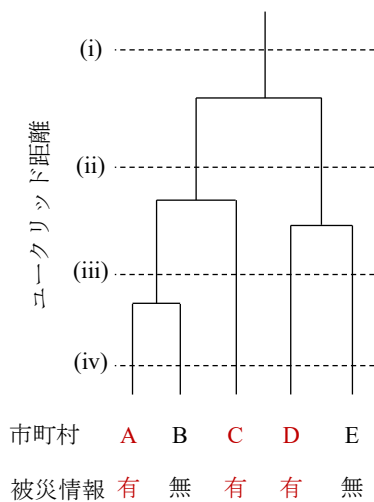 (i)
(ii)
(iii)
(iv)
ユークリッド距離
市町村 A B C D E
被災情報 有 無 有 有 無